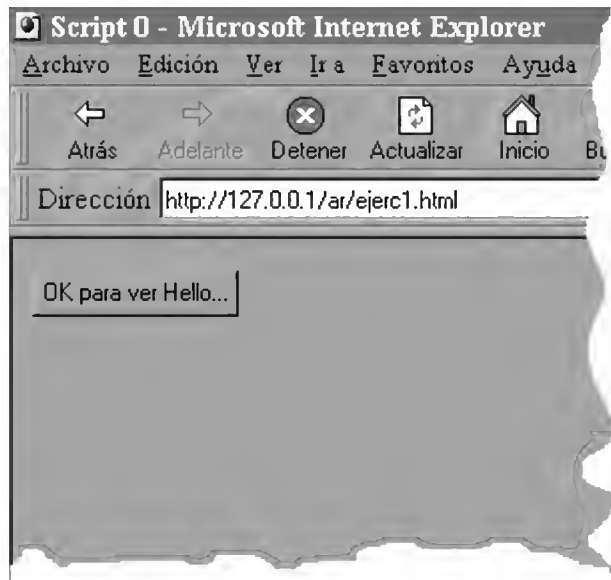 Script 0 - Microsoft Internet Explorer
Archivo Edición Ver Ir a Favoritos Ayuda
Atrás Adelante Detener Actualizar Inicio
Dirección http://127.0.0.1/ar/ejerc1.html
OK para ver Hello...